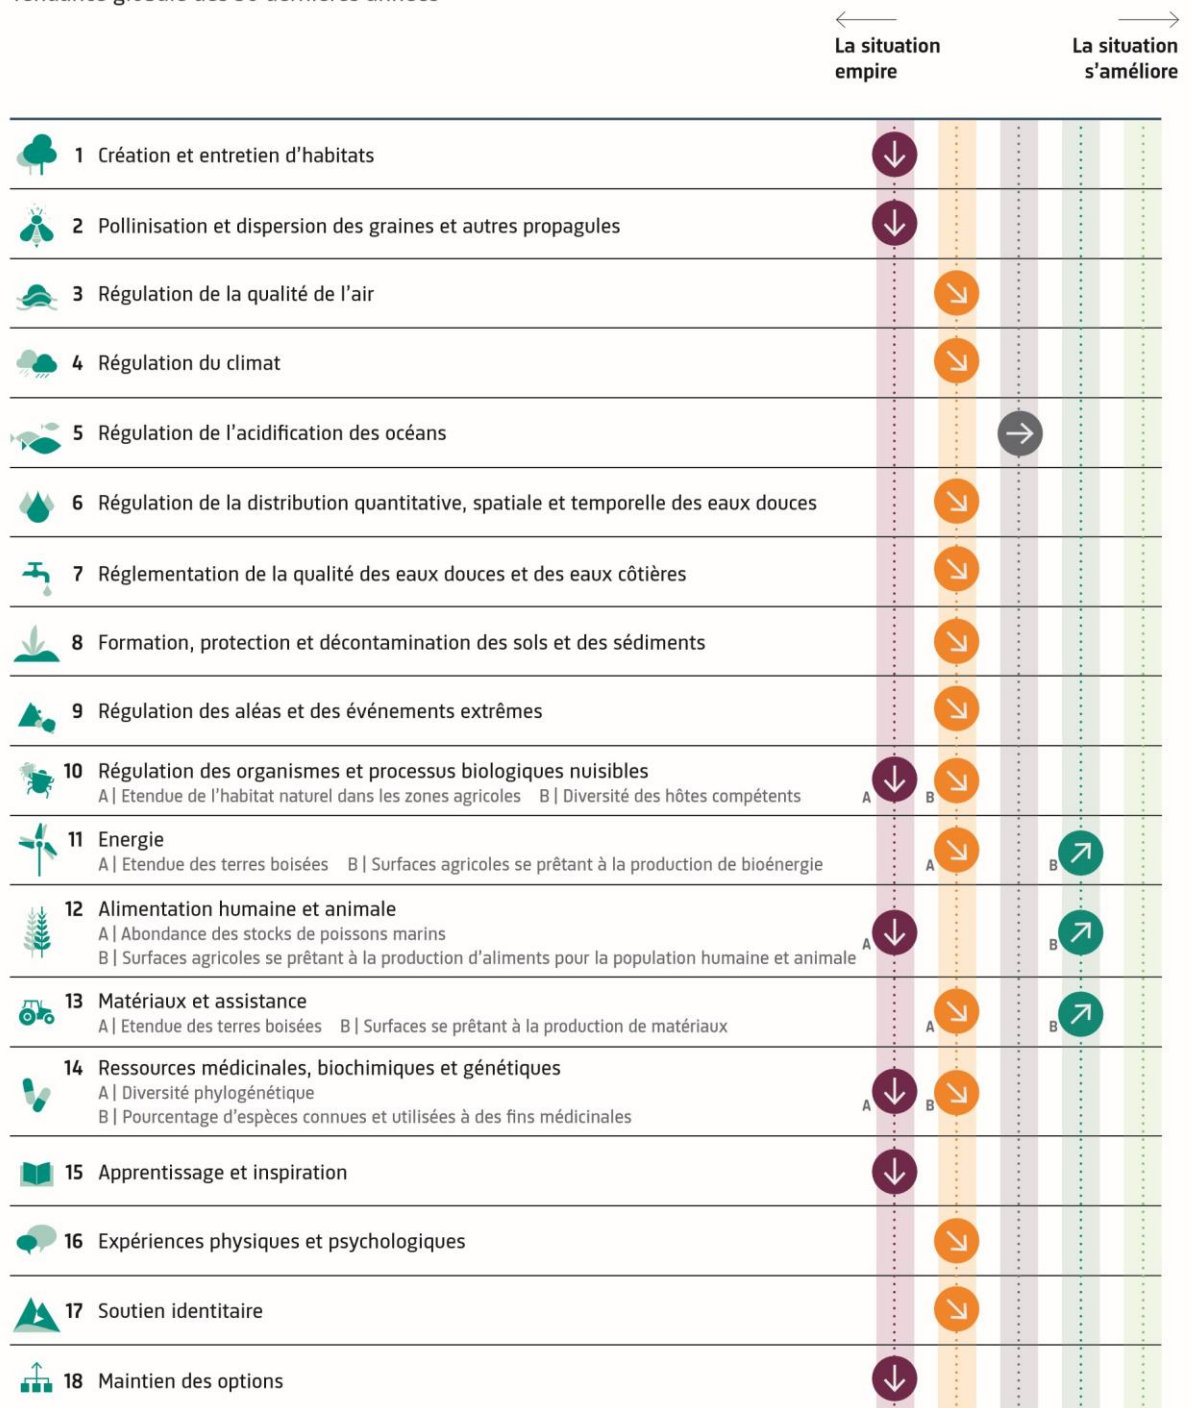 Tendance globale des 50 dernières années
La situation
empire
La situation
s’améliore
1 Création et entretien d’habitats
2 Pollinisation et dispersion des graines et autres propagules
3 Régulation de la qualité de l’air
4 Régulation du climat
5 Régulation de l’acidification des océans
6 Régulation de la distribution quantitative, spatiale et temporelle des eaux douces
7 Réglementation de la qualité des eaux douces et des eaux côtières
8 Formation, protection et décontamination des sols et des sédiments
9 Régulation des aléas et des événements extrêmes
10 Régulation des organismes et processus biologiques nuisibles
A | Etendue de l’habitat naturel dans les zones agricoles B | Diversité des hôtes compétents
A B
11 Energie
A | Etendue des terres boisées B | Surfaces agricoles se prêtant à la production de bioénergie
A B
12 Alimentation humaine et animale
A | Abondance des stocks de poissons marins
B | Surfaces agricoles se prêtant à la production d’aliments pour la population humaine et animale
A B
13 Matériaux et assistance
A | Etendue des terres boisées B | Surfaces se prêtant à la production de matériaux
A B
14 Ressources médicinales, biochimiques et génétiques
A | Diversité phylogénétique
B | Pourcentage d’espèces connues et utilisées à des fins médicinales
A B
15 Apprentissage et inspiration
16 Expériences physiques et psychologiques
17 Soutien identitaire
18 Maintien des options